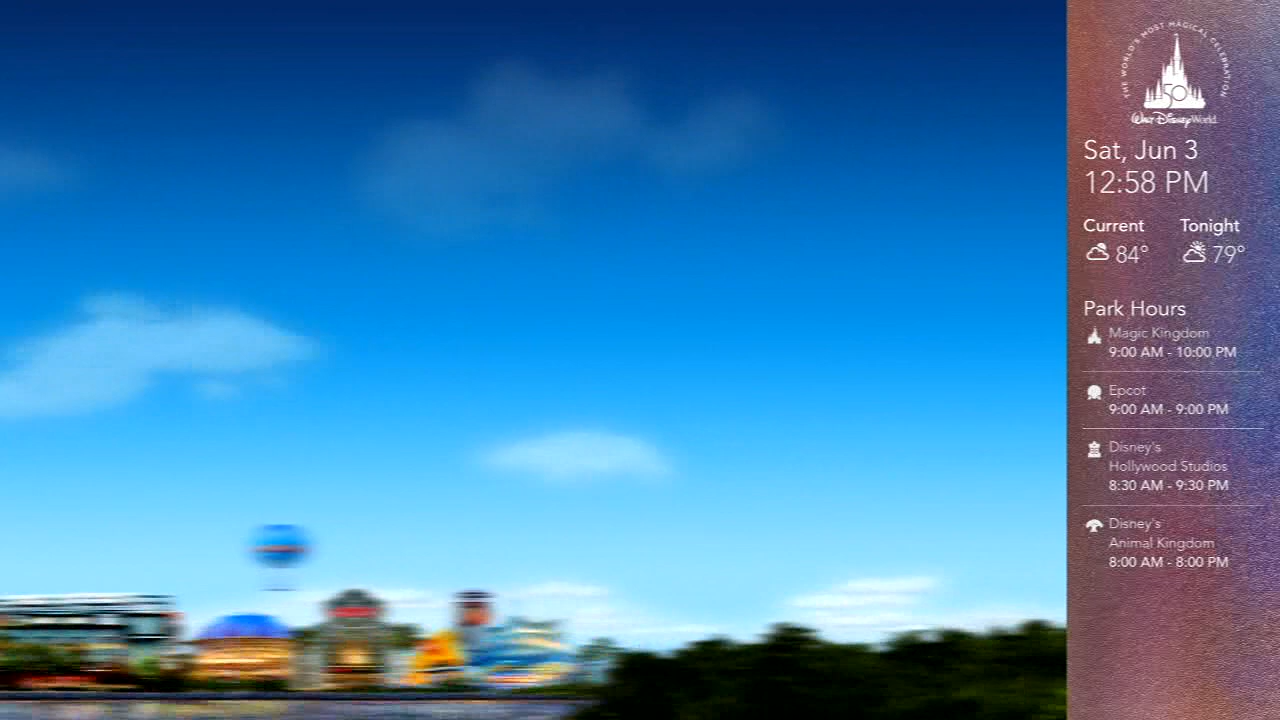 THE WORLD'S MOST MAGICAL CELEBRATION
50
Walt Disney World
Sat, Jun 3
12:58 PM
Current Tonight
84° 79°
Park Hours
Magic Kingdom
9:00 AM - 10:00 PM
Epcot
9:00 AM - 9:00 PM
Disney's
Hollywood Studios
8:30 AM - 9:30 PM
Disney's
Animal Kingdom
8:00 AM - 8:00 PM